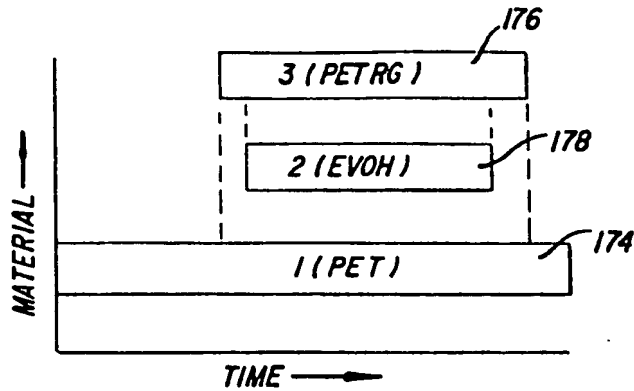 176
3 (PETRG)
2 (EVOH)
178
174
1 (PET)
MATERIAL
TIME